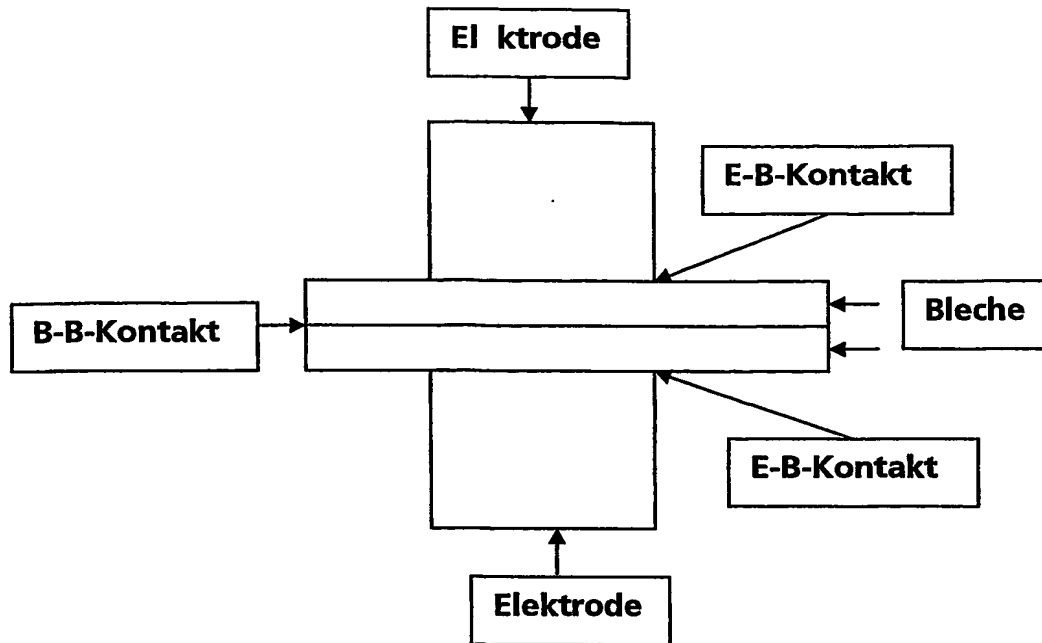 El ktrode
E-B-Kontakt
B-B-Kontakt
Bleche
E-B-Kontakt
Elektrode